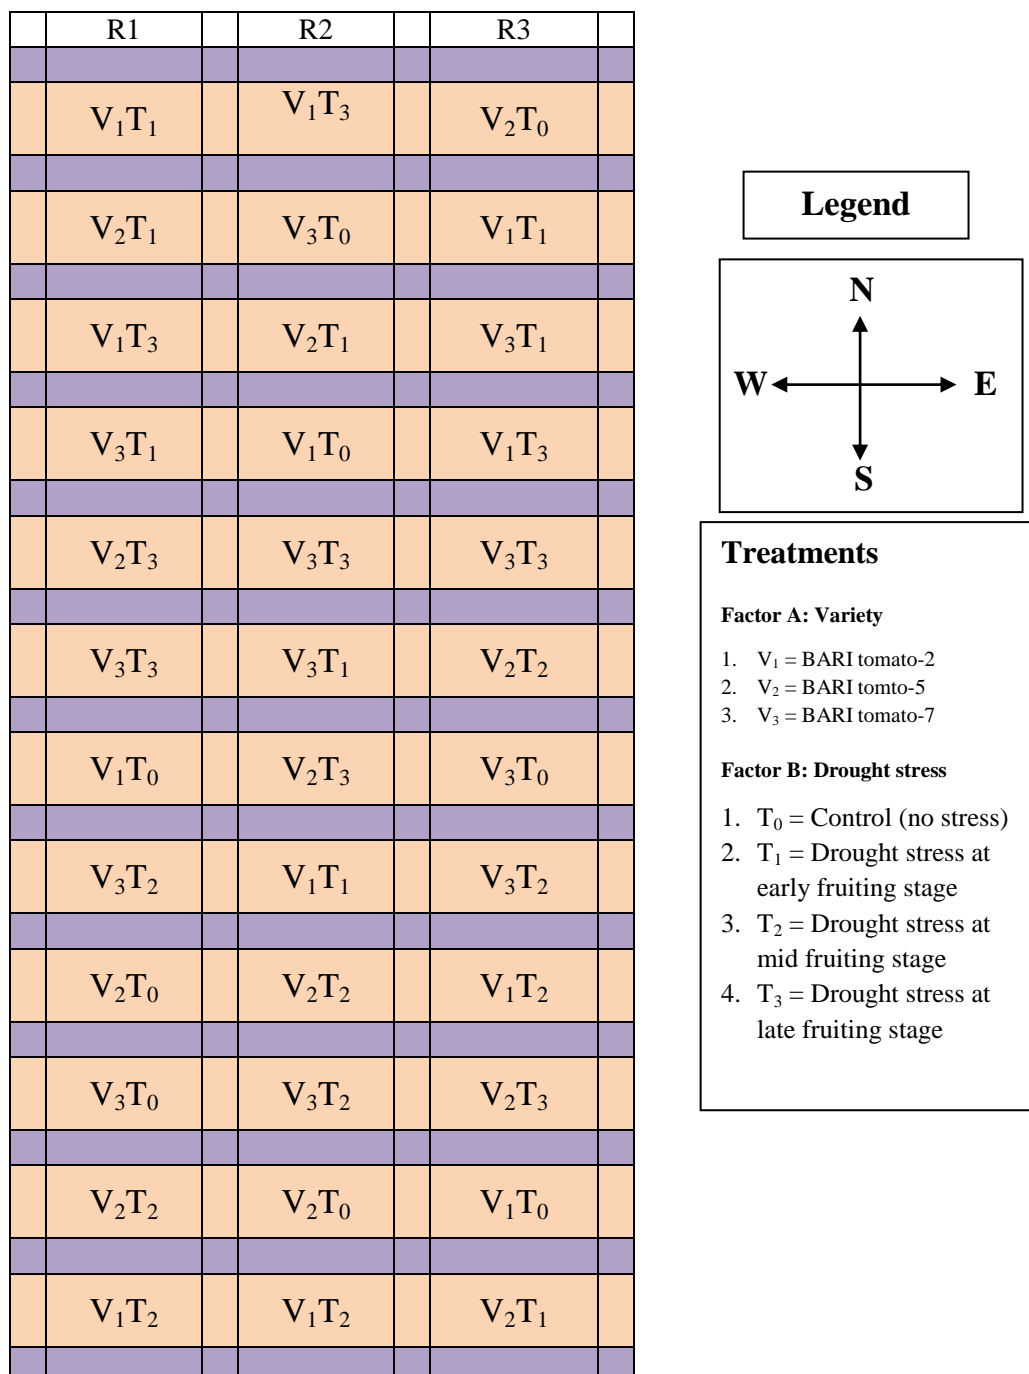 R1 R2 R3
V₁T₁ V₁T₃ V₂T₀
V₂T₁ V₃T₀ V₁T₁
V₁T₃ V₂T₁ V₃T₁
V₃T₁ V₁T₀ V₁T₃
V₂T₃ V₃T₃ V₃T₃
V₃T₃ V₃T₁ V₂T₂
V₁T₀ V₂T₃ V₃T₀
V₃T₂ V₁T₁ V₃T₂
V₂T₀ V₂T₂ V₁T₂
V₃T₀ V₃T₂ V₂T₃
V₂T₂ V₂T₀ V₁T₀
V₁T₂ V₁T₂ V₂T₁
Legend
N
W E
S
Treatments
Factor A: Variety
1. V₁ = BARI tomato-2
2. V₂ = BARI tomto-5
3. V₃ = BARI tomato-7
Factor B: Drought stress
1. T₀ = Control (no stress)
2. T₁ = Drought stress at
early fruiting stage
3. T₂ = Drought stress at
mid fruiting stage
4. T₃ = Drought stress at
late fruiting stage